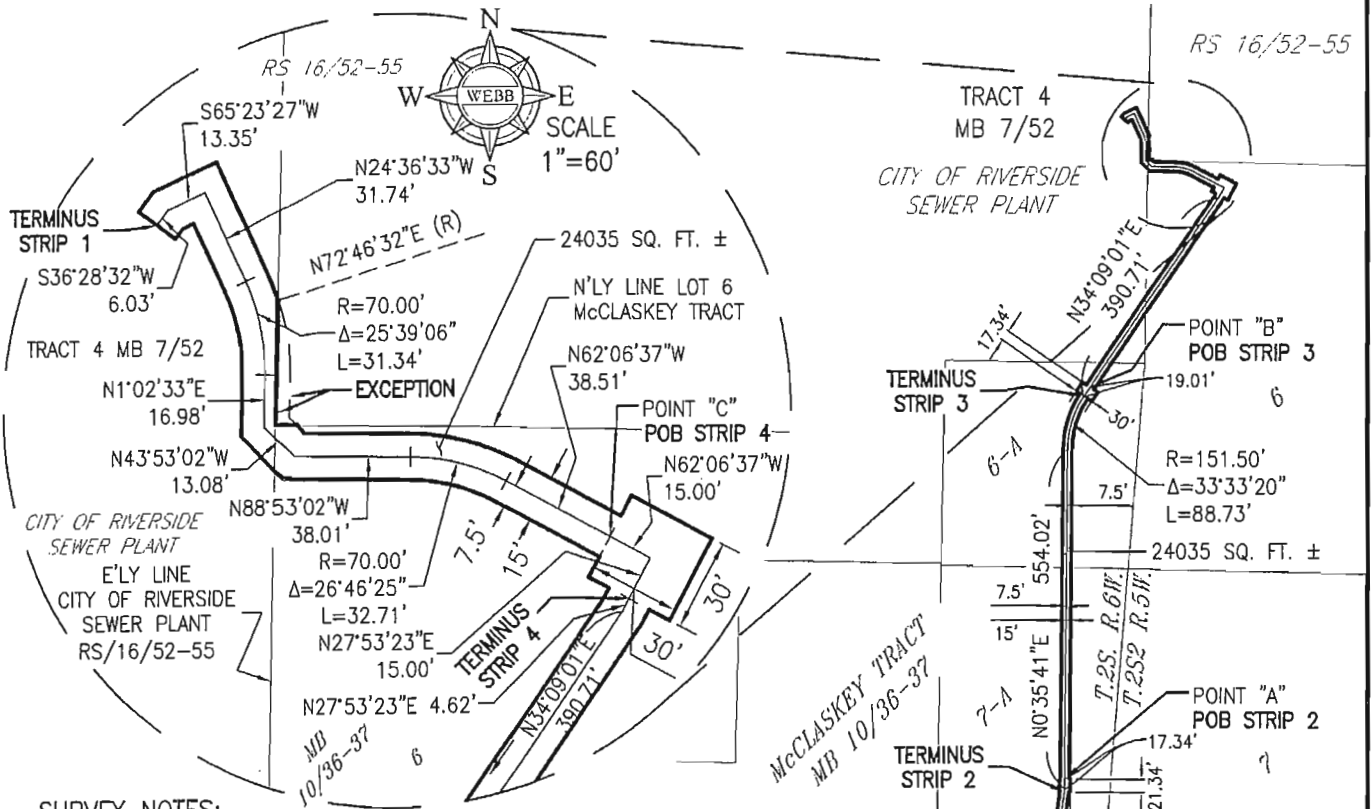 RS 16/52-55
N
W
WEBB
E
S
SCALE
1"=60'
S65°23'27"W
13.35'
N24°36'33"W
31.74'
TERMINUS
STRIP 1
N72°46'32"E (R)
24035 SQ. FT. ±
S36°28'32"W
6.03'
R=70.00'
Δ=25°39'06"
L=31.34'
N'LY LINE LOT 6
McCLASKEY TRACT
TRACT 4 MB 7/52
N62°06'37"W
38.51'
N1°02'33"E
16.98'
EXCEPTION
POINT "C"
POB STRIP 4
N43°53'02"W
13.08'
N62°06'37"W
15.00'
N88°53'02"W
38.01'
CITY OF RIVERSIDE
SEWER PLANT
7.5'
15'
R=70.00'
Δ=26°46'25"
L=32.71'
E'LY LINE
CITY OF RIVERSIDE
SEWER PLANT
RS/16/52-55
30'
30'
N27°53'23"E
15.00'
TERMINUS
STRIP 4
N27°53'23"E 4.62'
N34°09'01"E
390.71'
MB
10/36-37
6
SURVEY NOTES:
RS 16/52-55
TRACT 4
MB 7/52
CITY OF RIVERSIDE
SEWER PLANT
N34°09'01"E
390.71'
17.34'
POINT "B"
POB STRIP 3
19.01'
TERMINUS
STRIP 3
30'
6
6-A
R=151.50'
Δ=33°33'20"
L=88.73'
7.5'
24035 SQ. FT. ±
7.5'
15'
N0°35'41"E 554.02'
T.2S. R.6W.
T.2S2 R.5W.
McCLASKEY TRACT
MB 10/36-37
7-A
POINT "A"
POB STRIP 2
17.34'
TERMINUS
STRIP 2
21.34'
7